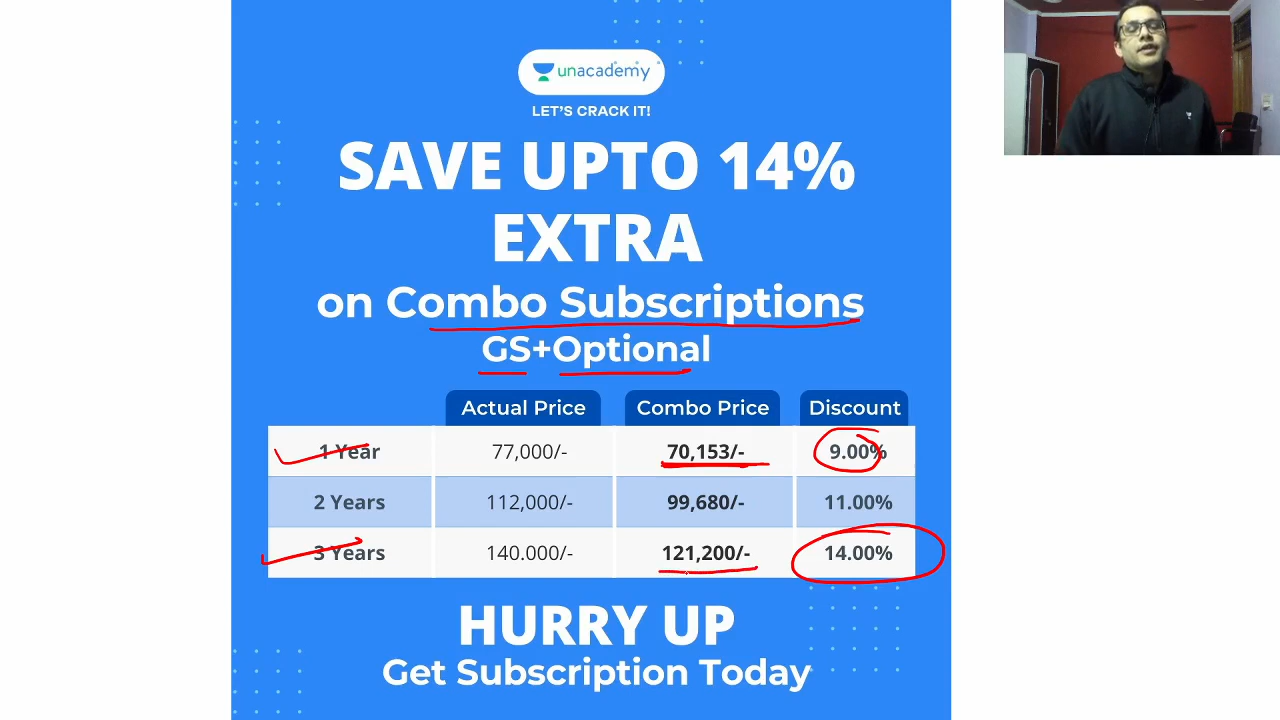 unacademy
LET'S CRACK IT!
SAVE UPTO 14%
EXTRA
on Combo Subscriptions
GS+Optional
Actual Price Combo Price Discount
1 Year 77,000/- 70,153/- 9.00%
2 Years 112,000/- 99,680/- 11.00%
3 Years 140.000/- 121,200/- 14.00%
HURRY UP
Get Subscription Today